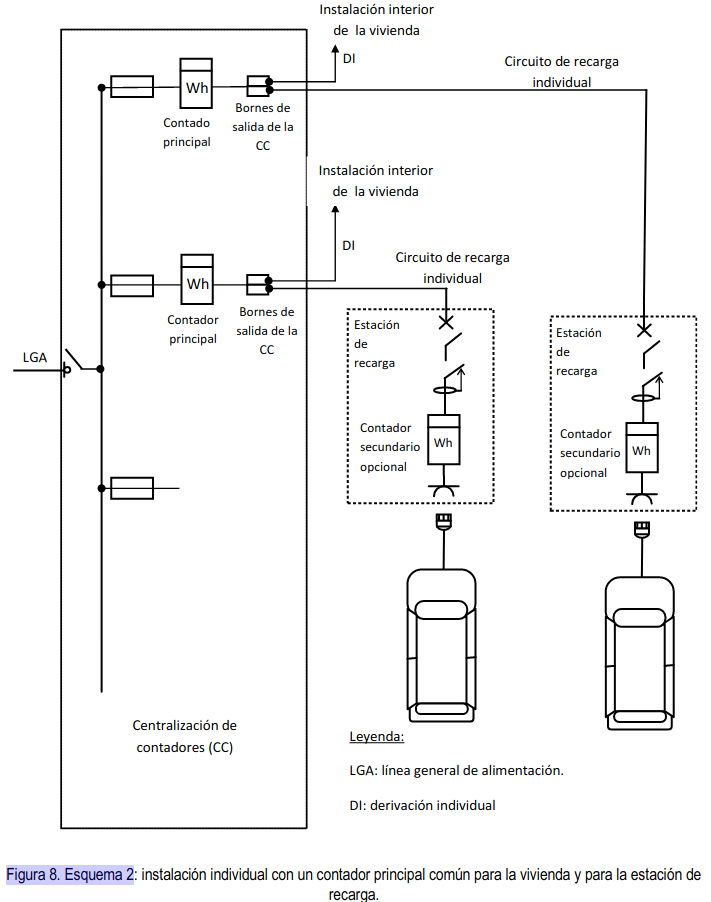 Instalación interior
de la vivienda
DI
Circuito de recarga
individual
Wh
Contado
principal
Bornes de
salida de la
CC
Instalación interior
de la vivienda
DI
Circuito de recarga
individual
Wh
Contador
principal
Bornes de
salida de la
CC
LGA
Estación
de
recarga
Contador
secundario
opcional
Wh
Estación
de
recarga
Contador
secundario
opcional
Wh
Centralización de
contadores (CC)
Leyenda:
LGA: línea general de alimentación.
DI: derivación individual
Figura 8. Esquema 2: instalación individual con un contador principal común para la vivienda y para la estación de
recarga.